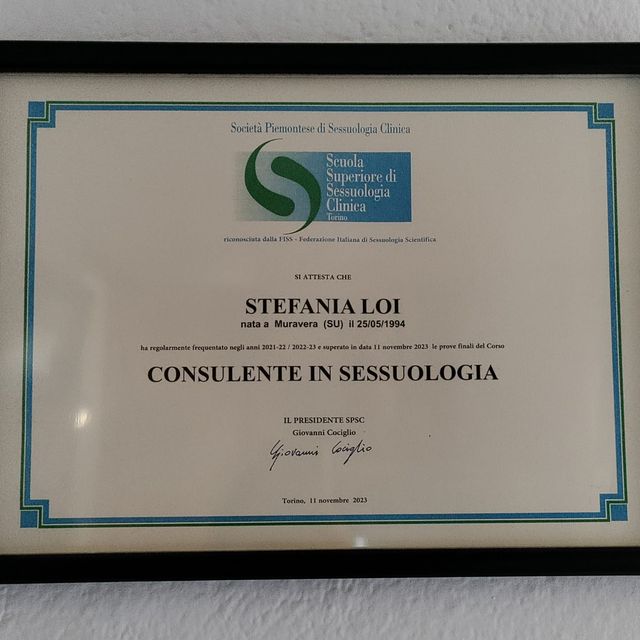 Società Piemontese di Sessuologia Clinica
Scuola
Superiore di
Sessuologia
Clinica
Torino
riconosciuta dalla FISS - Federazione Italiana di Sessuologia Scientifica
SI ATTESTA CHE
STEFANIA LOI
nata a Muravera (SU) il 25/05/1994
ha regolarmente frequentato negli anni 2021-22 / 2022-23 e superato in data 11 novembre 2023 le prove finali del Corso
CONSULENTE IN SESSUOLOGIA
IL PRESIDENTE SPSC
Giovanni Cociglio
Giovanni Cociglio
Torino, 11 novembre 2023